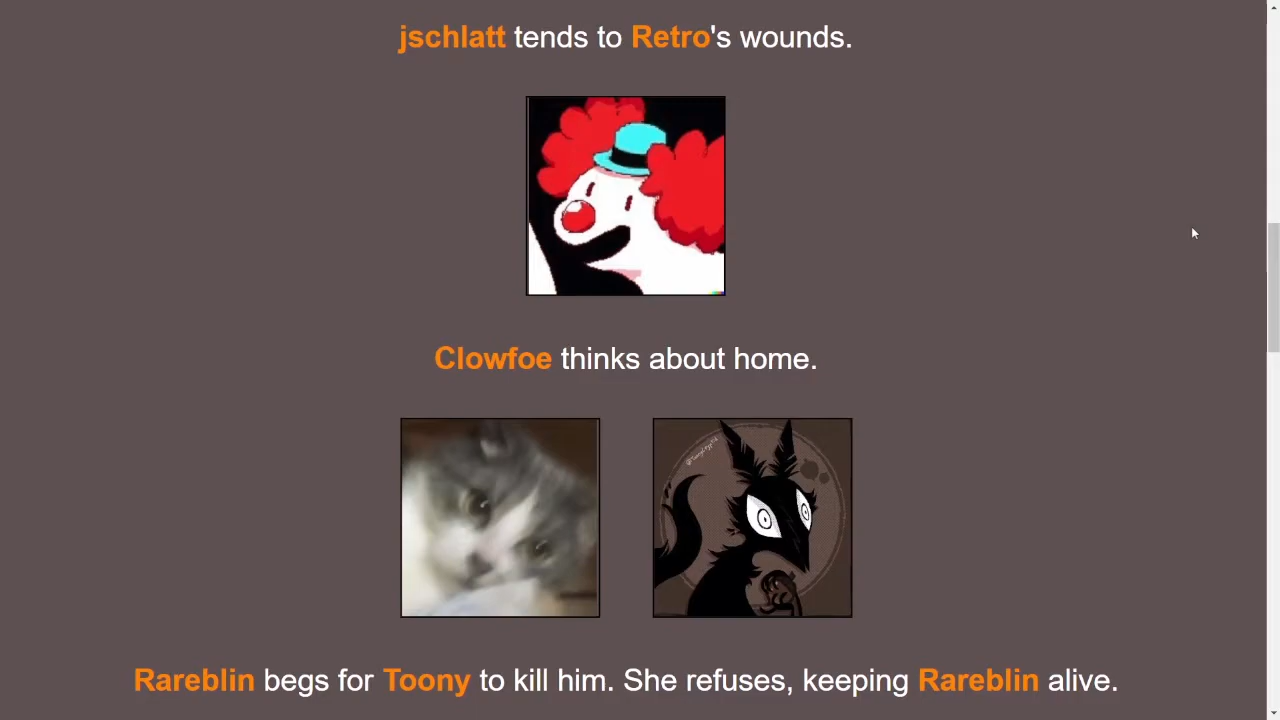 jschlatt tends to Retro's wounds.
Clowfoe thinks about home.
Rareblin begs for Toony to kill him. She refuses, keeping Rareblin alive.